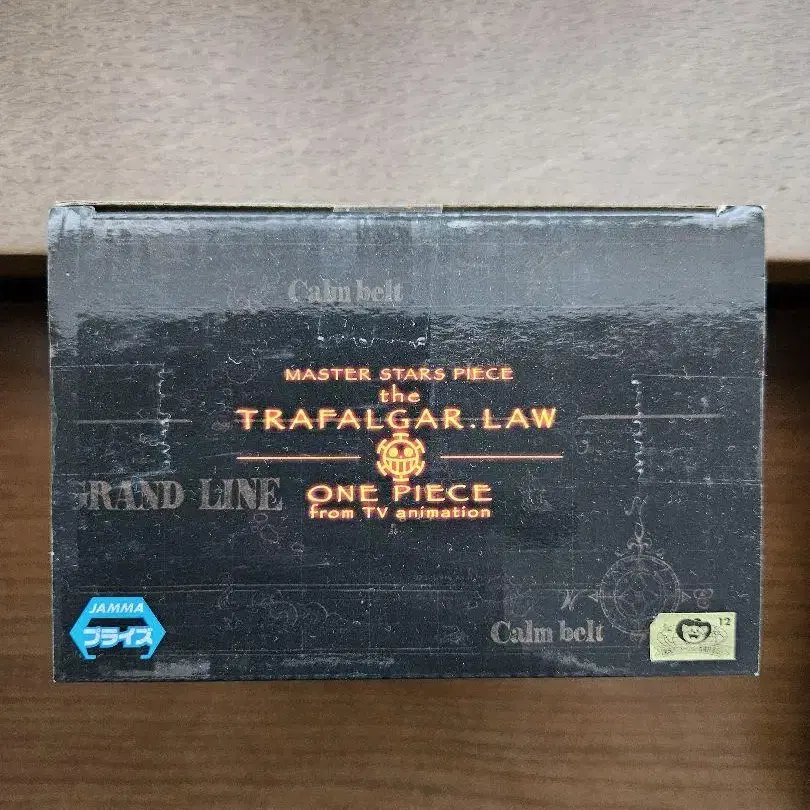 Calm belt
MASTER STARS PIECE
the
TRAFALGAR.LAW
GRAND LINE
ONE PIECE
from TV animation
JAMMA
プライズ
Calm belt
12